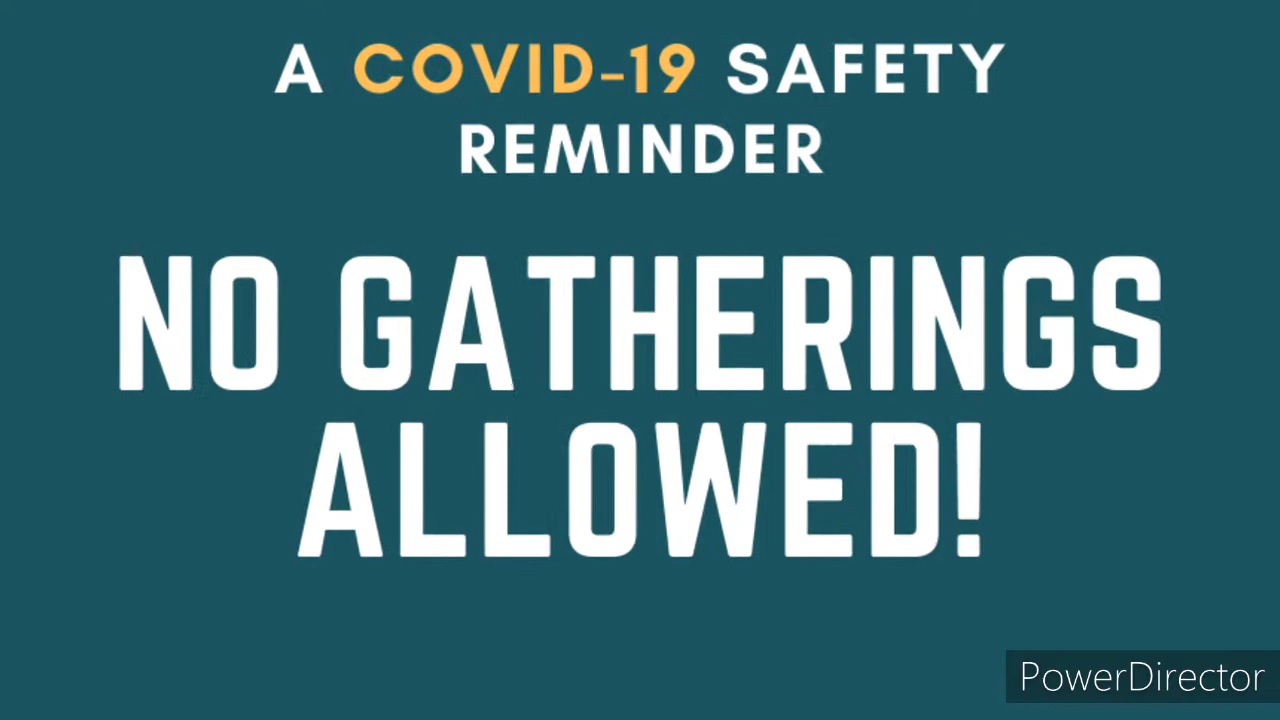 A COVID-19 SAFETY
REMINDER
NO GATHERINGS
ALLOWED!
PowerDirector